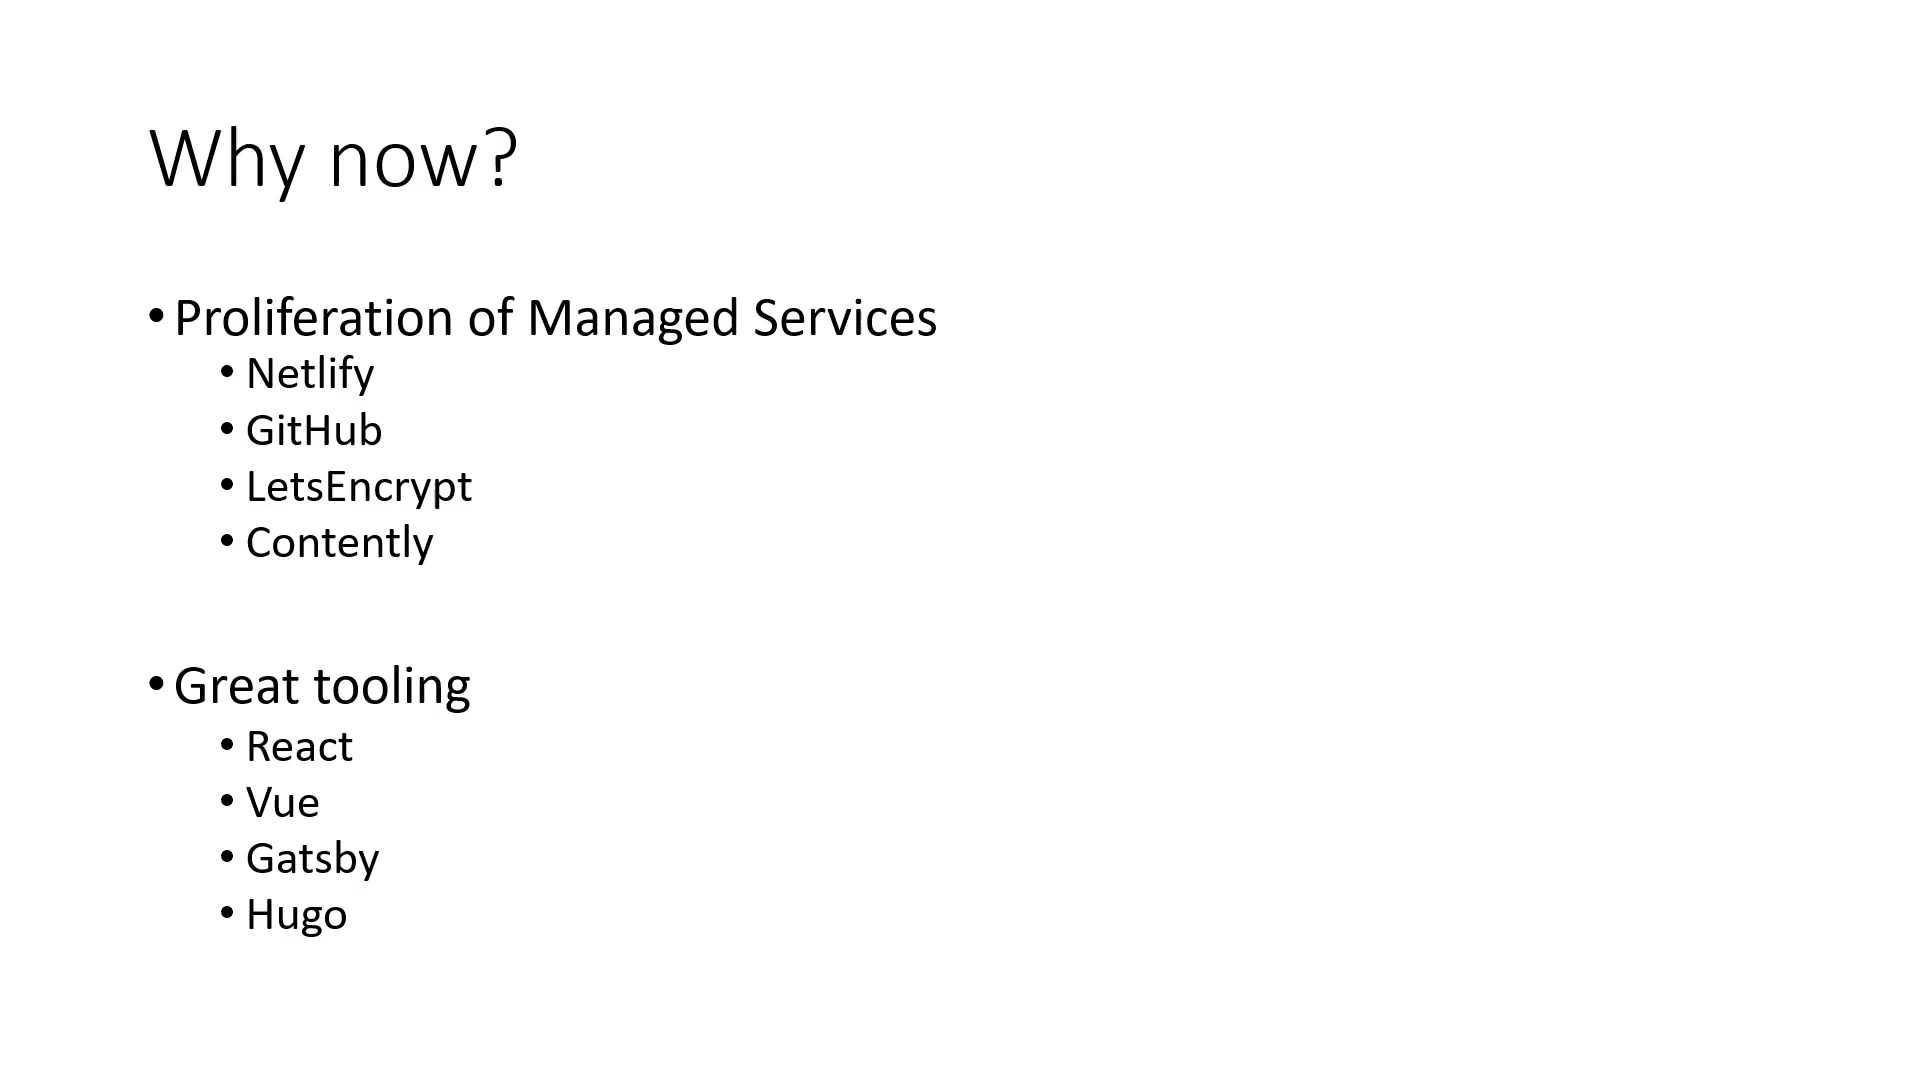 Why now?
• Proliferation of Managed Services
• Netlify
• GitHub
• LetsEncrypt
• Contently
• Great tooling
• React
• Vue
• Gatsby
• Hugo